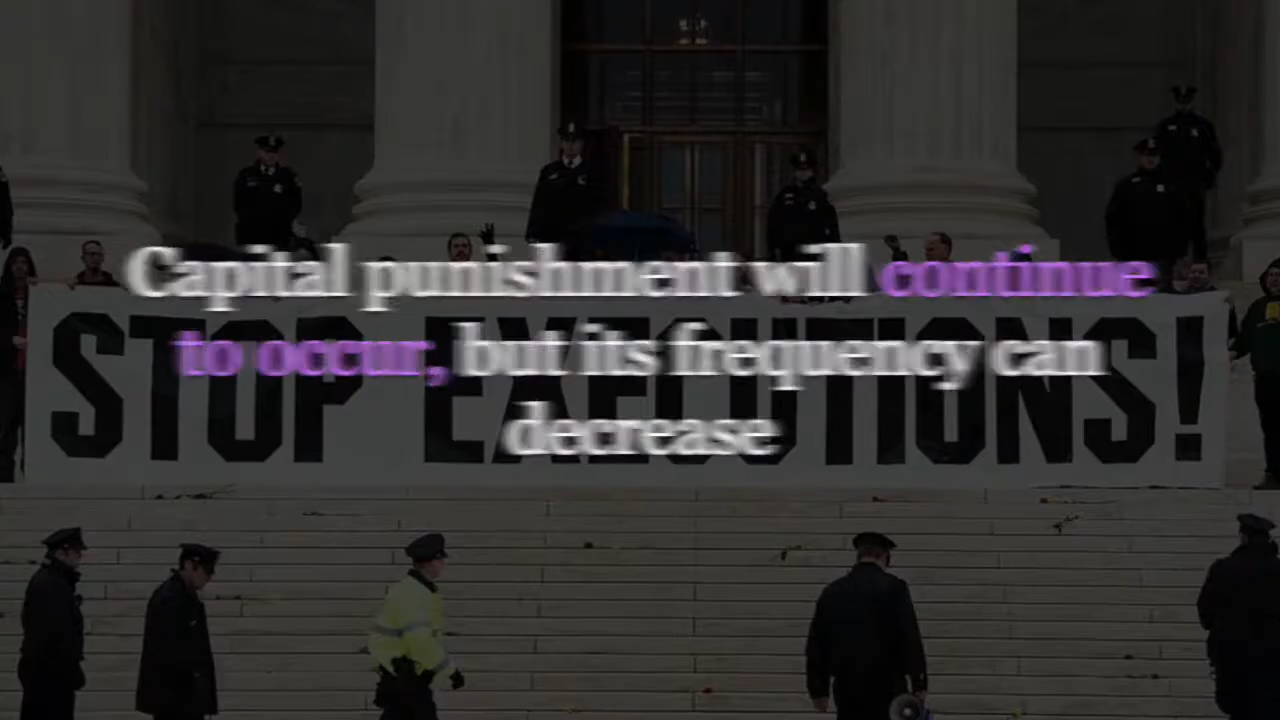 Capital punishment will continue
to occur, but its frequency can
decrease
STOP EXECUTIONS!